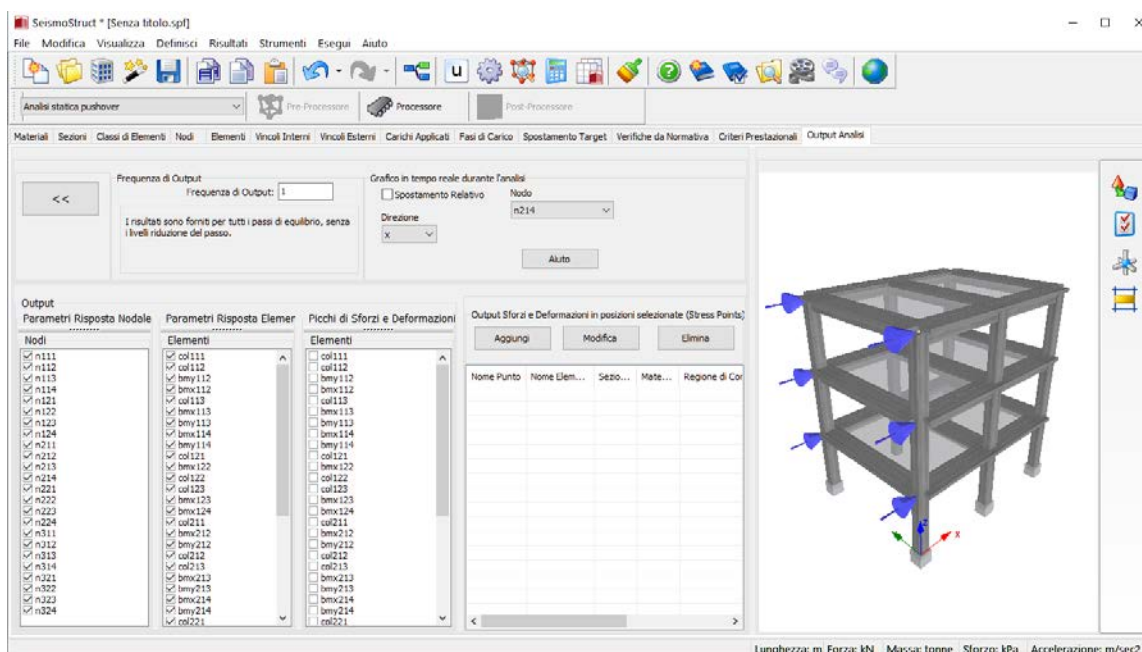 SeismoStruct * [Senza titolo.spf]
File Modifica Visualizza Definisci Risultati Strumenti Esegui Aiuto
Analisi statica pushover
Pre-Processore
Processore
Post-Processore
Materiali Sezioni Classi di Elementi Nodi Elementi Vincoli Interni Vincoli Esterni Carichi Applicati Fasi di Carico Spostamento Target Verifiche da Normativa Criteri Prestazionali Output Analisi
<<
Frequenza di Output
Frequenza di Output: 1
I risultati sono forniti per tutti i passi di equilibrio, senza
i livelli riduzione del passo.
Grafico in tempo reale durante l'analisi
Spostamento Relativo
Nodo
n214
Direzione
x
Aiuto
Output
Parametri Risposta Nodale
Nodi
n111
n112
n113
n114
n121
n122
n123
n124
n211
n212
n213
n214
n221
n222
n223
n224
n311
n312
n313
n314
n321
n322
n323
n324
Parametri Risposta Elemer
Elementi
col111
col112
bmy112
bmx112
col113
bmx113
bmy113
bmx114
bmy114
col121
bmx122
col122
col123
bmx123
bmx124
col211
bmx212
bmy212
col212
col213
bmx213
bmy213
bmx214
bmy214
col221
Picchi di Sforzi e Deformazioni
Elementi
col111
col112
bmy112
bmx112
col113
bmx113
bmy113
bmx114
bmy114
col121
bmx122
col122
col123
bmx123
bmx124
col211
bmx212
bmy212
col212
col213
bmx213
bmy213
bmx214
bmy214
col221
Output Sforzi e Deformazioni in posizioni selezionate (Stress Points)
Aggiungi Modifica Elimina
Nome Punto Nome Elem... Sezio... Mate... Regione di Cor
z
x
Lunghezza: m Forza: kN Massa: tonne Sforzo: kPa Accelerazione: m/sec2